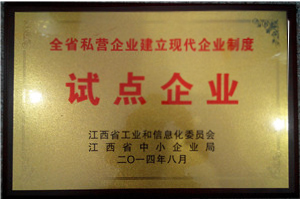 全省私营企业建立现代企业制度
试点企业
江西省工业和信息化委员会
江西省中小企业局
二〇一四年八月